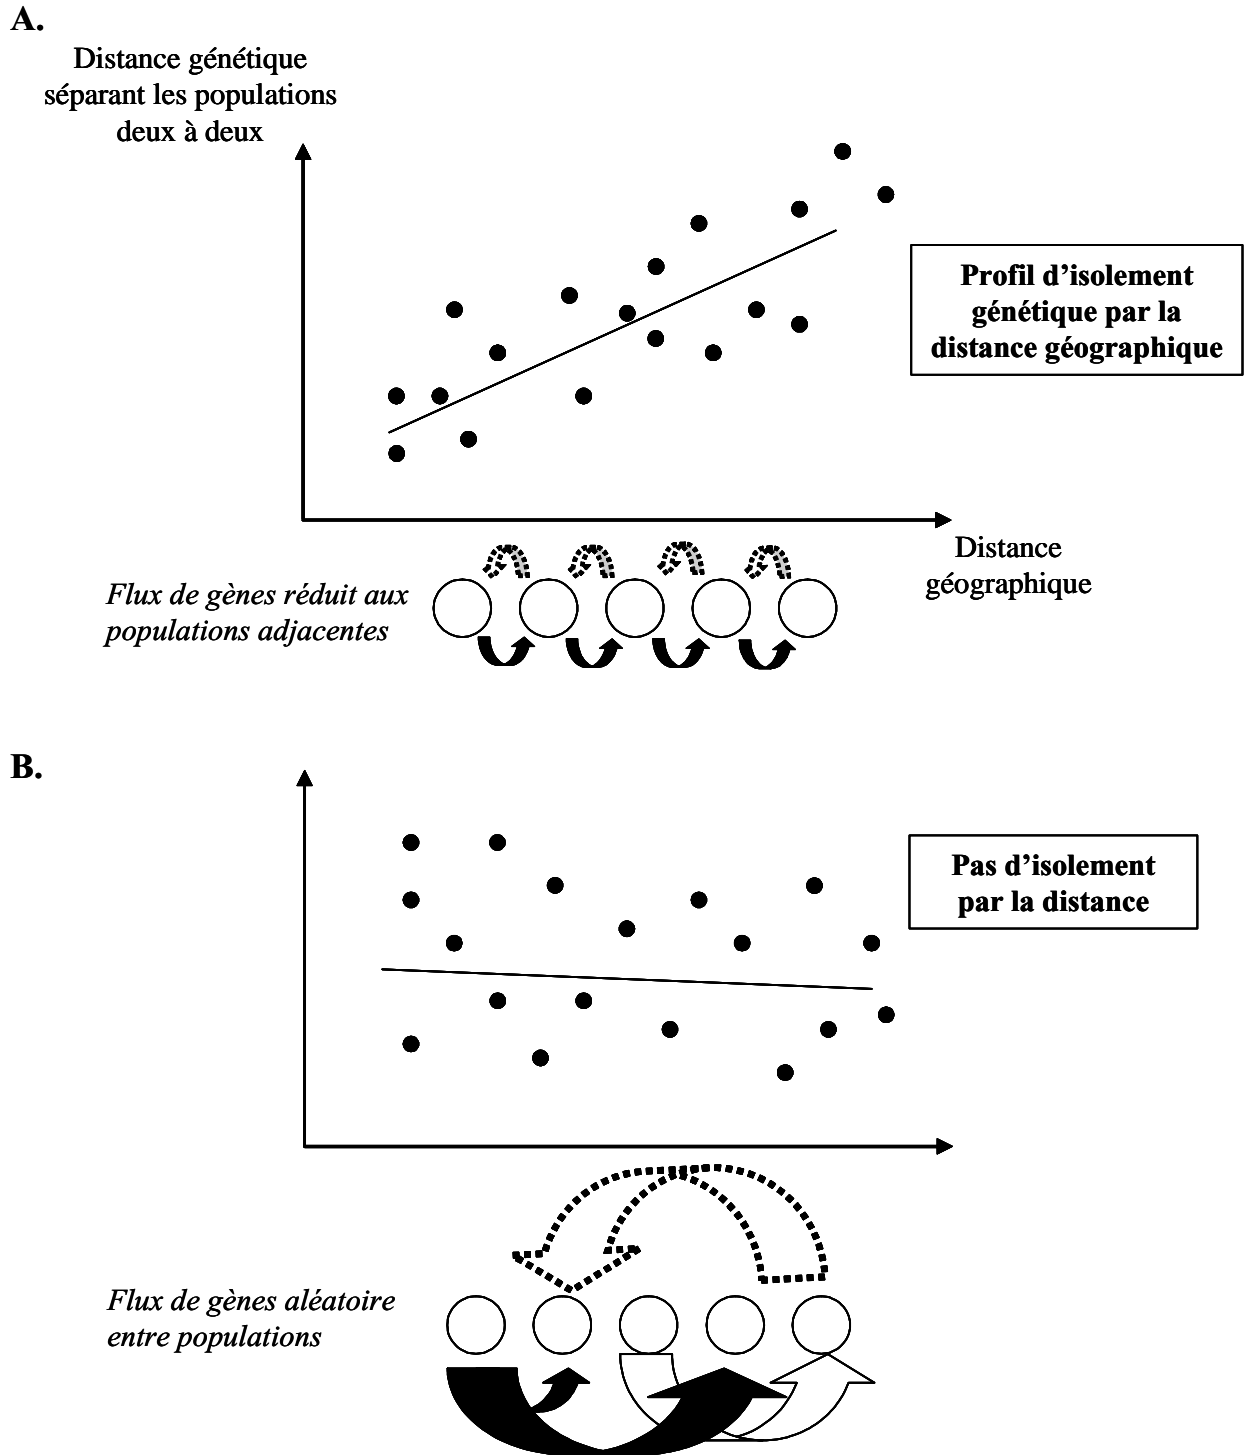 A.
Distance génétique
séparant les populations
deux à deux
Profil d’isolement
génétique par la
distance géographique
Distance
géographique
Flux de gènes réduit aux
populations adjacentes
B.
Pas d’isolement
par la distance
Flux de gènes aléatoire
entre populations